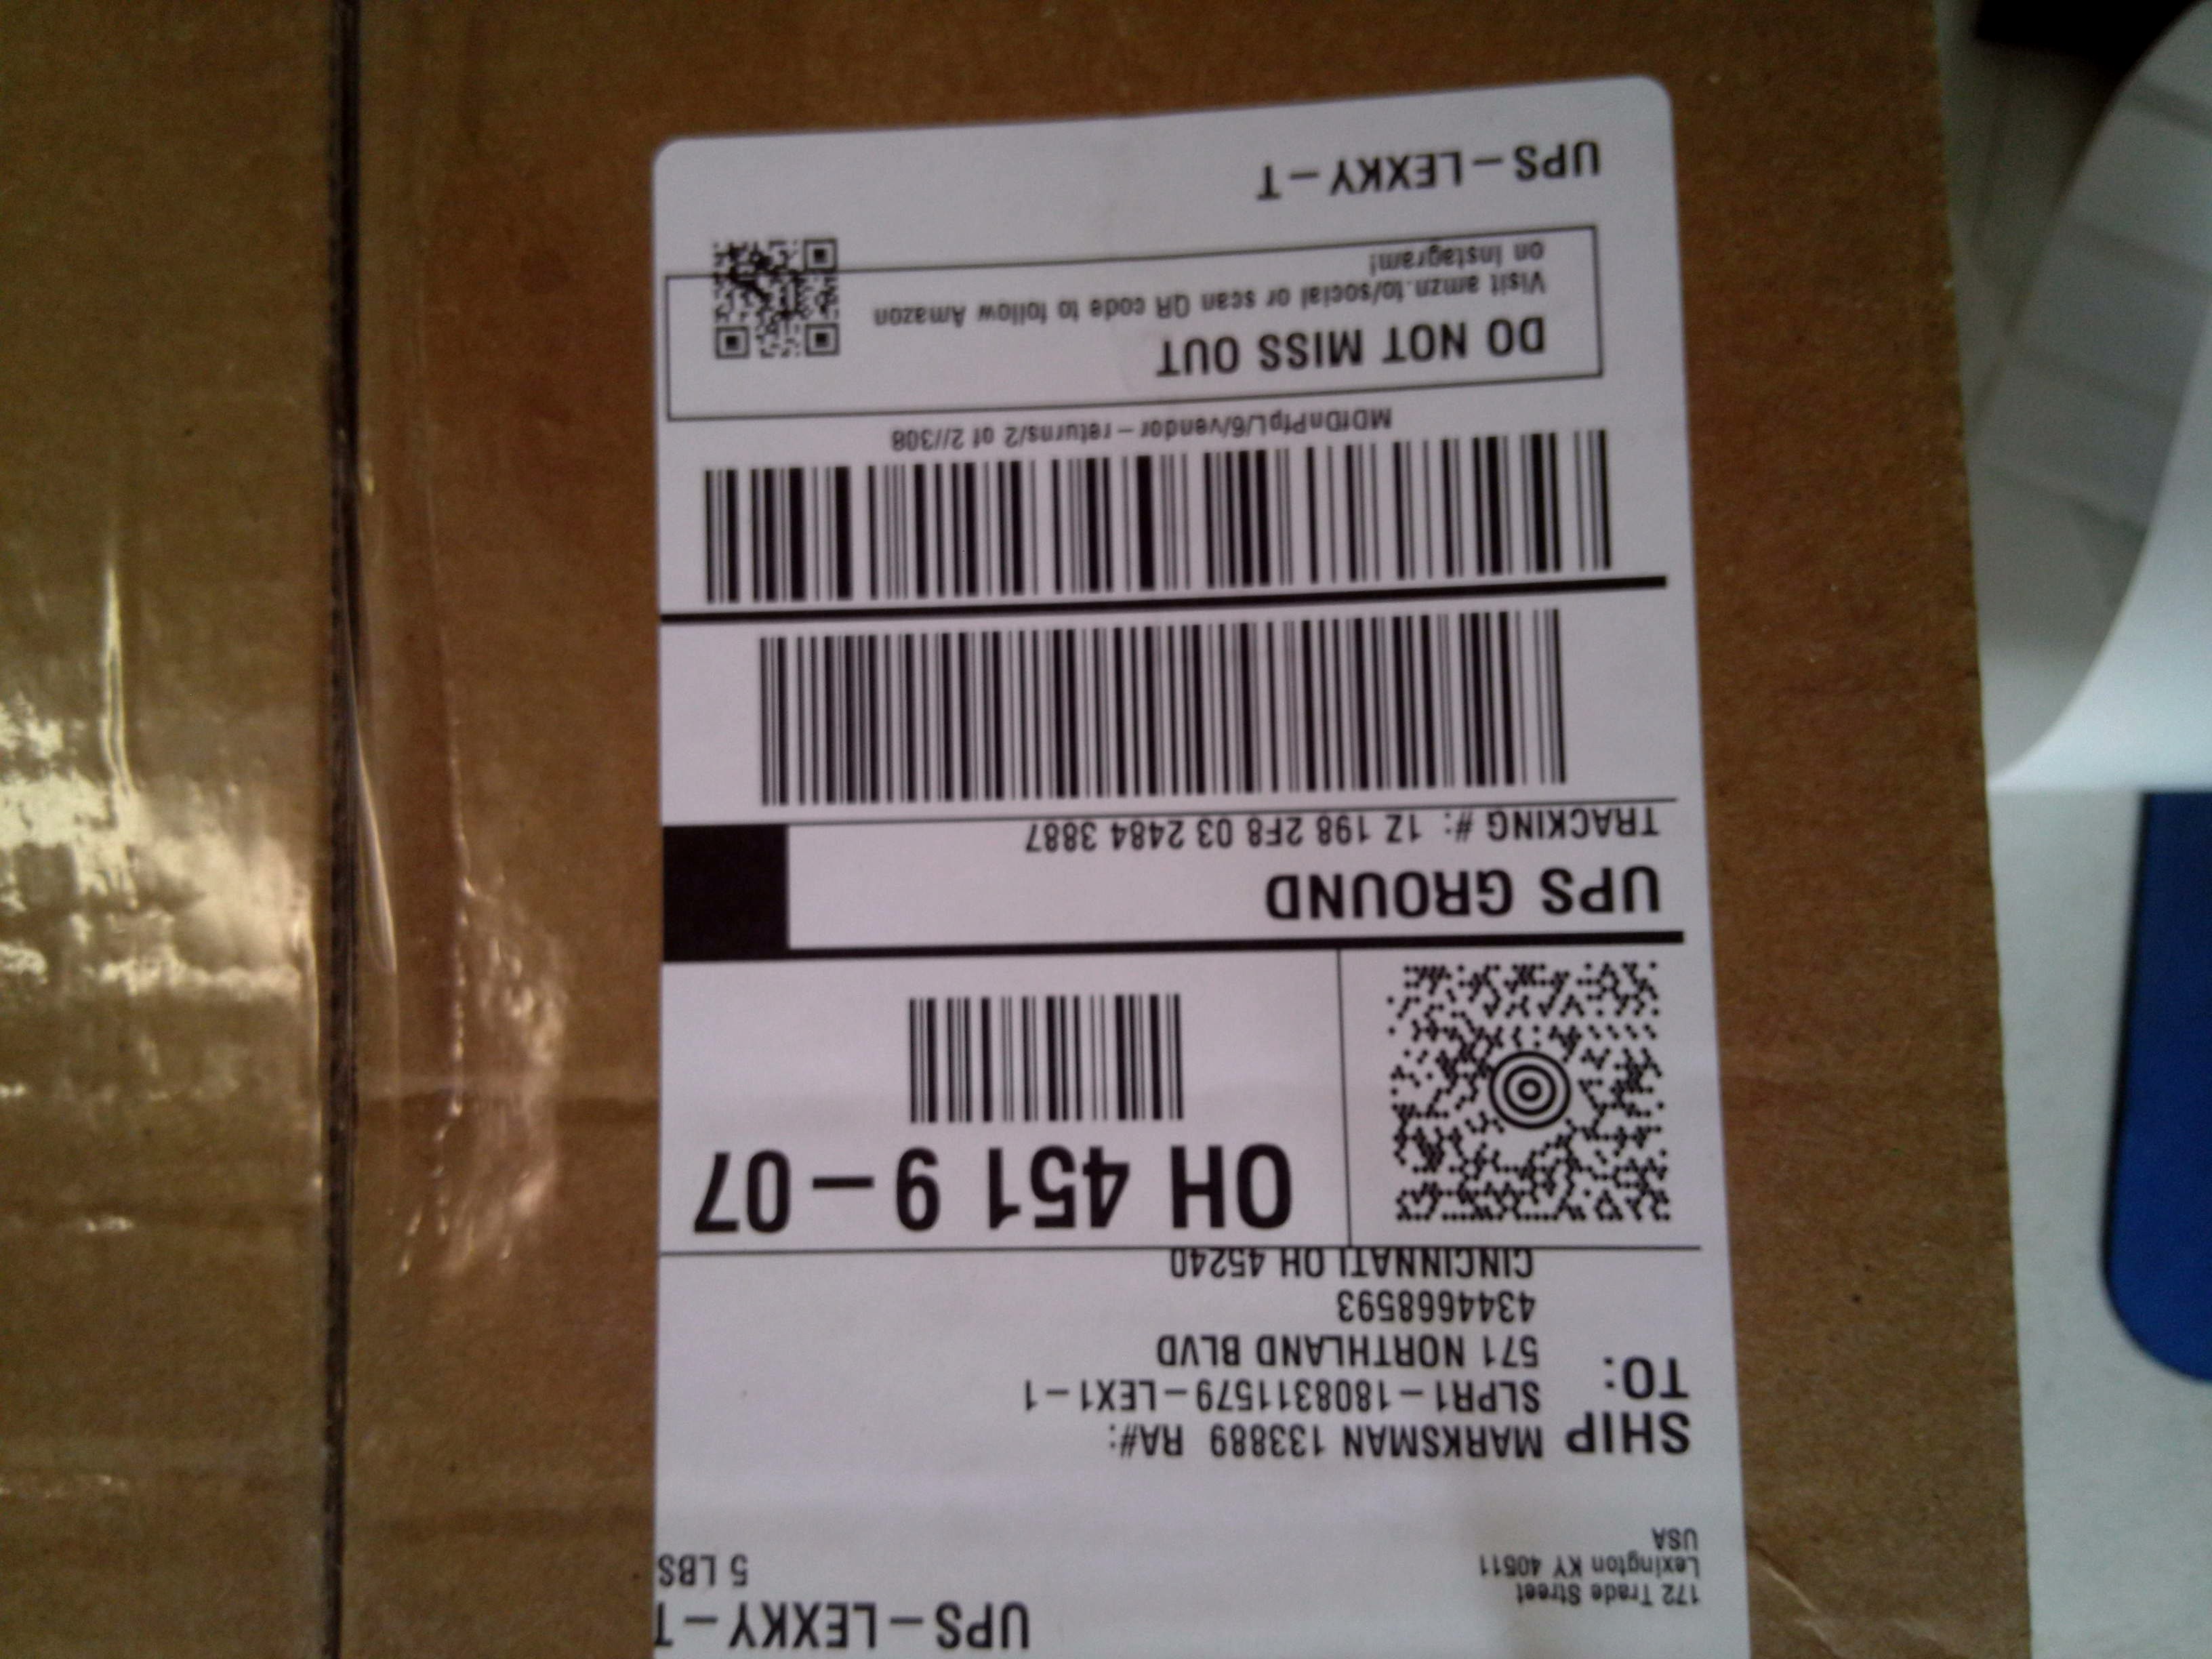 UPS-LEXKY-T
5 LBS
172 Trade Street
Lexington KY 40511
USA
SHIP
TO:
MARKSMAN 133889 RA#:
SLPR1-1808311579-LEX1-1
571 NORTHLAND BLVD
4344668593
CINCINNATI OH 45240
OH 451 9-07
UPS GROUND
TRACKING #: 1Z 198 2F8 03 2484 3887
MDfDnPfpL/6/vendor-returns/2 of 2//308
DO NOT MISS OUT
Visit amzn.to/social or scan QR code to follow Amazon
on Instagram!
UPS-LEXKY-T